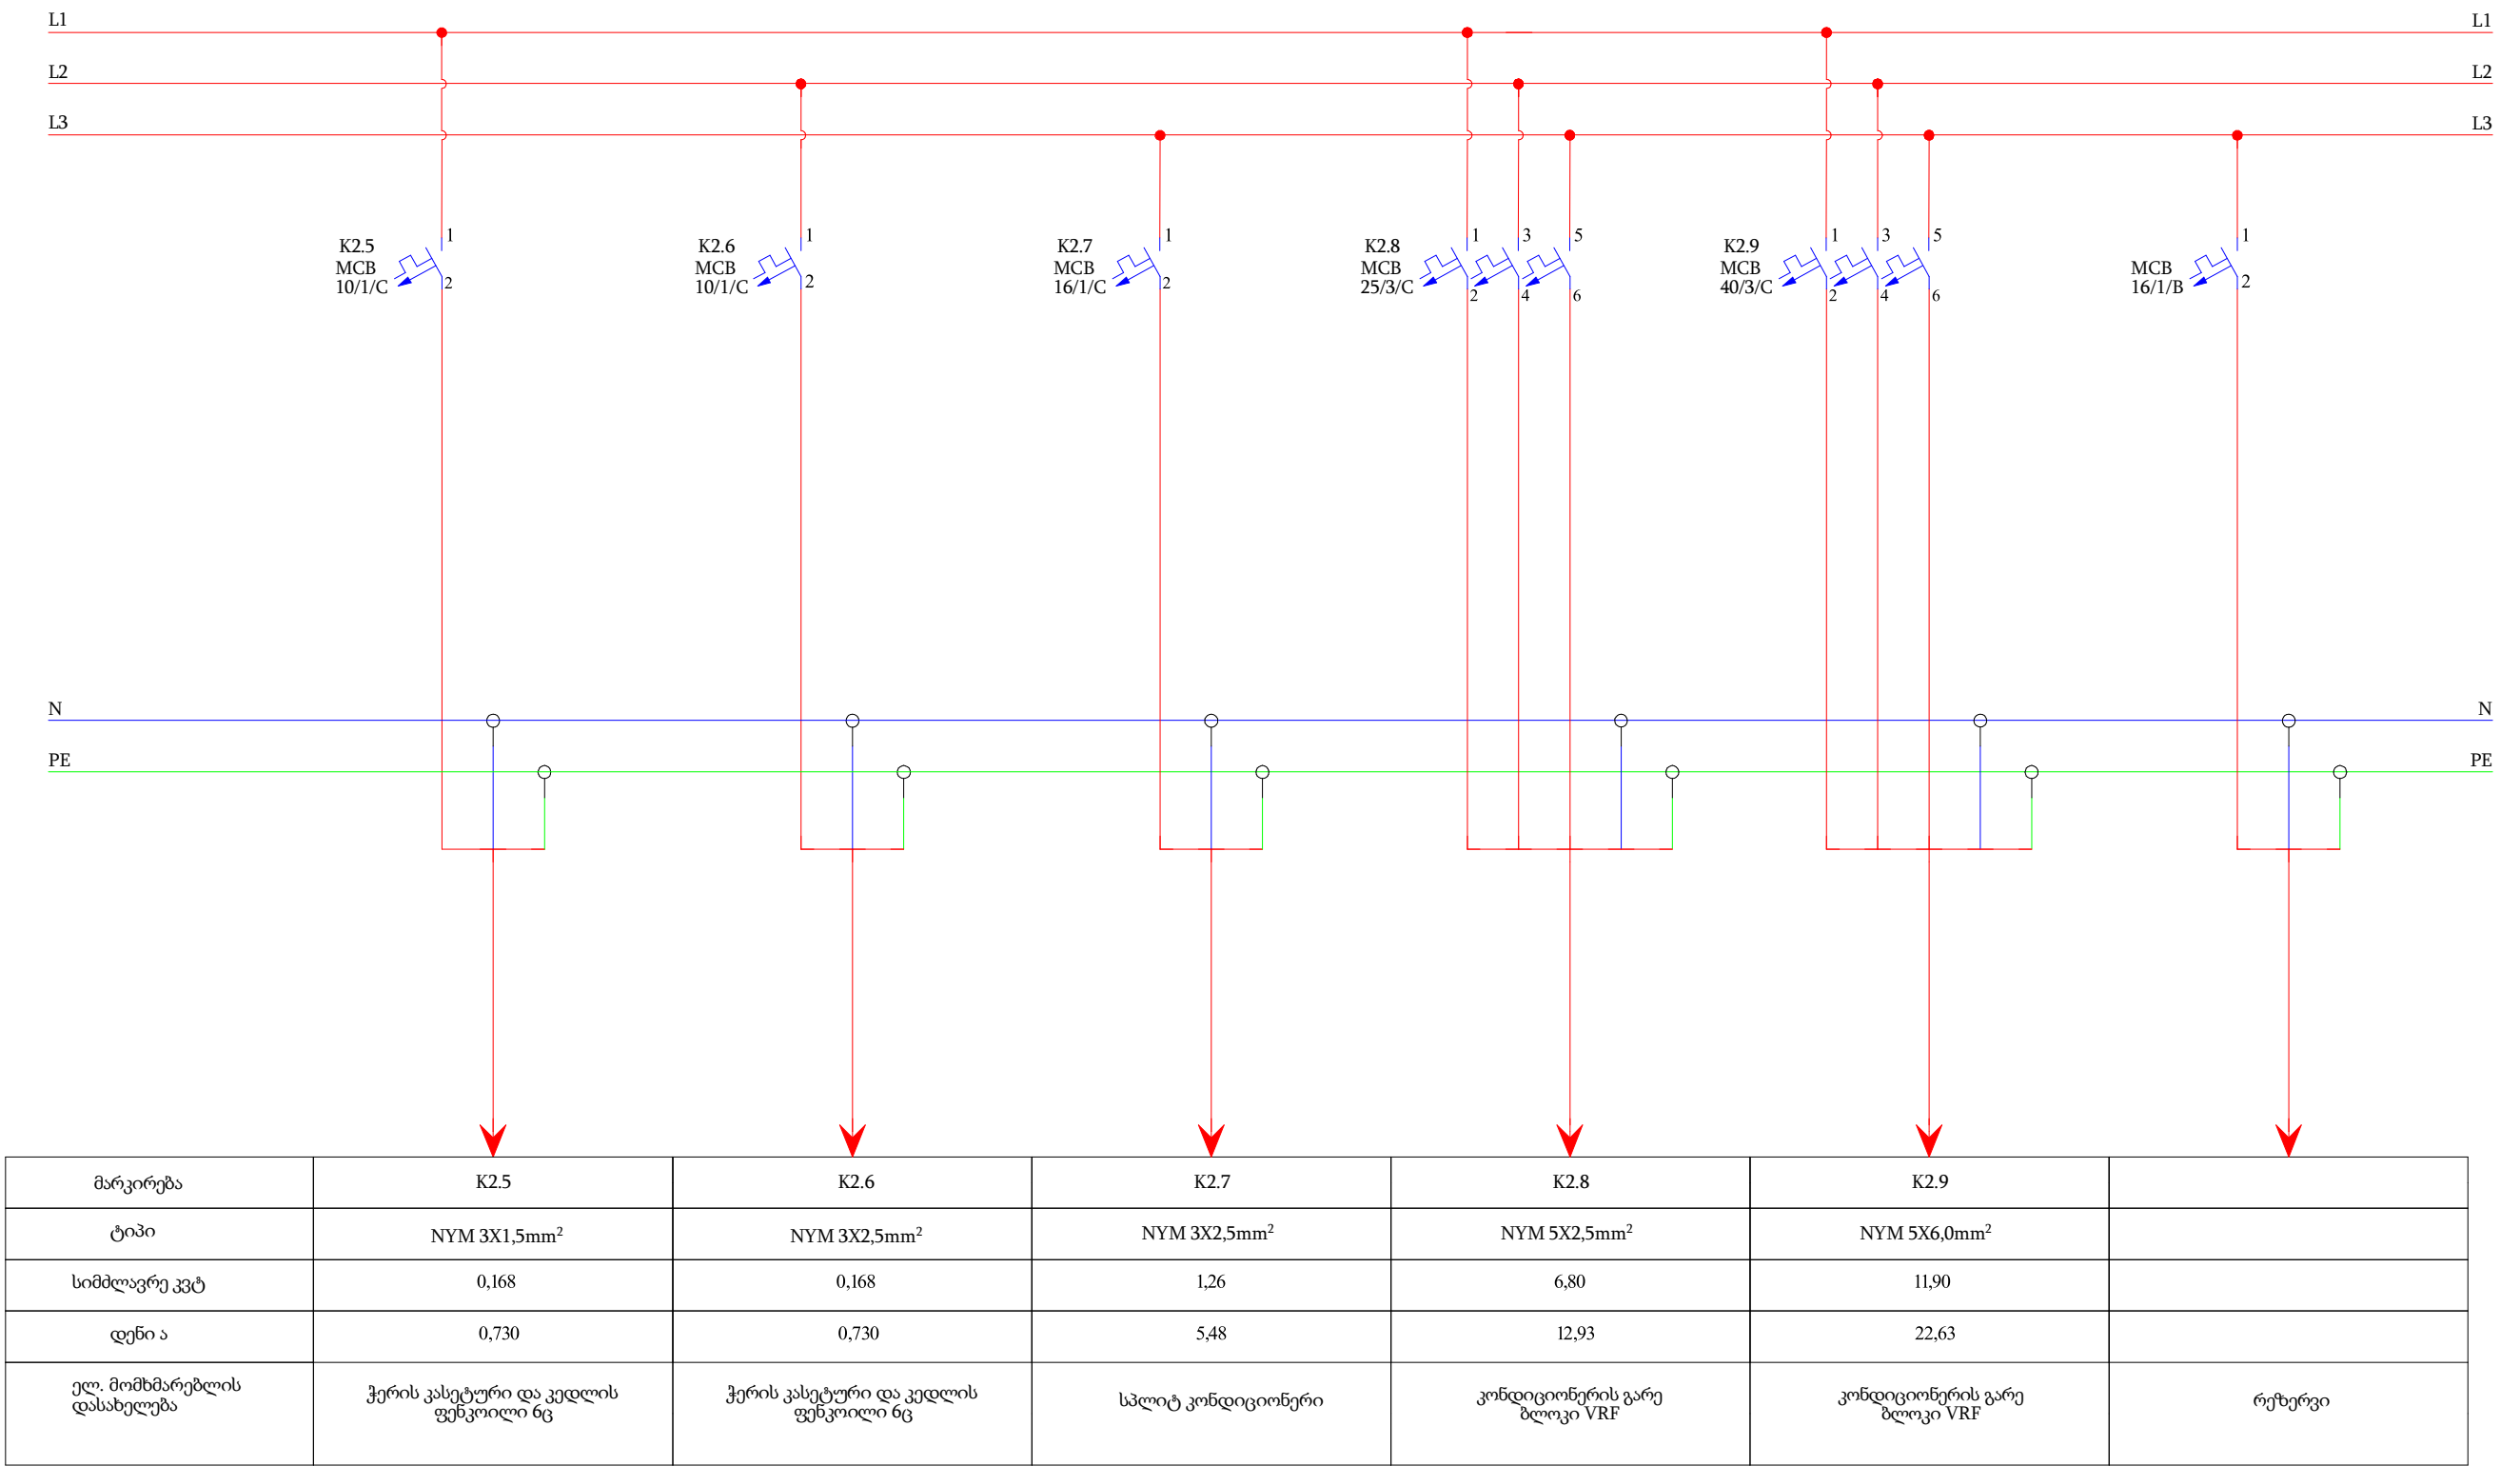 L1 L1
L2 L2
L3 L3
K2.5 MCB 10/1/C 1 2
K2.6 MCB 10/1/C 1 2
K2.7 MCB 16/1/C 1 2
K2.8 MCB 25/3/C 1 3 5 2 4 6
K2.9 MCB 40/3/C 1 3 5 2 4 6
MCB 16/1/B 1 2
N N
PE PE
მარკირება K2.5 K2.6 K2.7 K2.8 K2.9
ტიპი NYM 3X1,5mm² NYM 3X2,5mm² NYM 3X2,5mm² NYM 5X2,5mm² NYM 5X6,0mm²
სიმძლავრე კვტ 0,168 0,168 1,26 6,80 11,90
დენი ა 0,730 0,730 5,48 12,93 22,63
ელ. მომხმარებლის
დასახელება
ჭერის კასეტური და კედლის
ფენკოილი 6ც
ჭერის კასეტური და კედლის
ფენკოილი 6ც
სპლიტ კონდიციონერი
კონდიციონერის გარე
ბლოკი VRF
კონდიციონერის გარე
ბლოკი VRF
რეზერვი